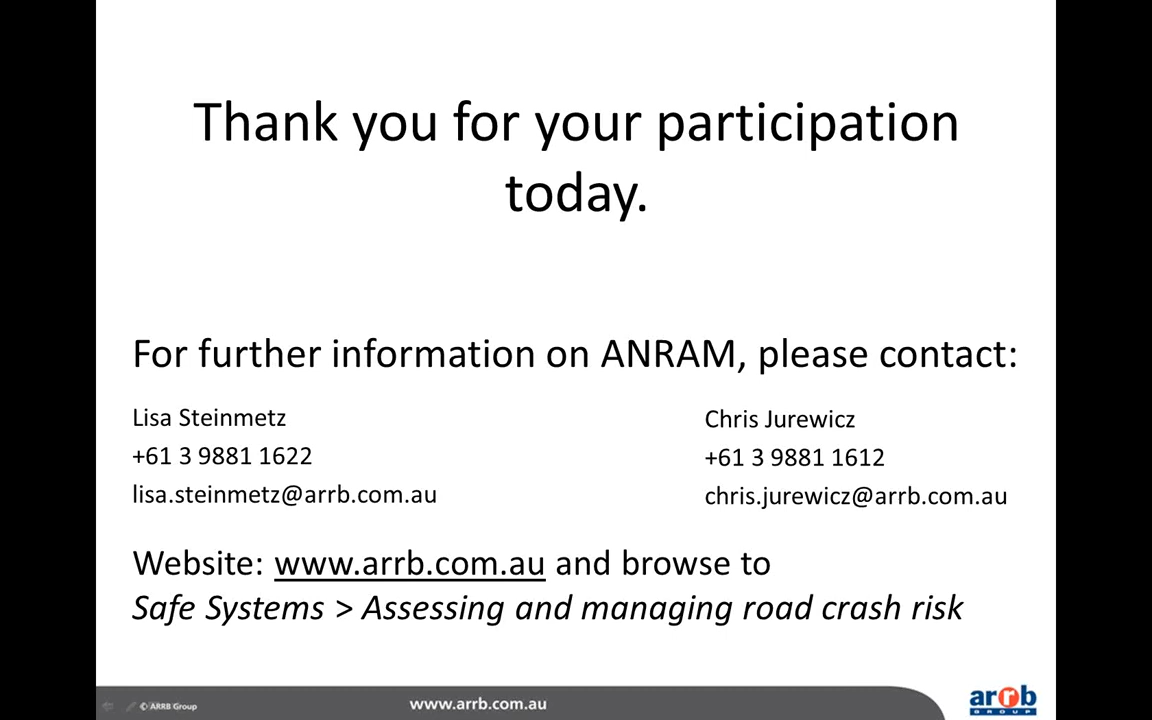 Thank you for your participation
today.
For further information on ANRAM, please contact:
Lisa Steinmetz
+61 3 9881 1622
lisa.steinmetz@arrb.com.au
Chris Jurewicz
+61 3 9881 1612
chris.jurewicz@arrb.com.au
Website: www.arrb.com.au and browse to
Safe Systems > Assessing and managing road crash risk
© ARRB Group
www.arrb.com.au
arrb
GROUP